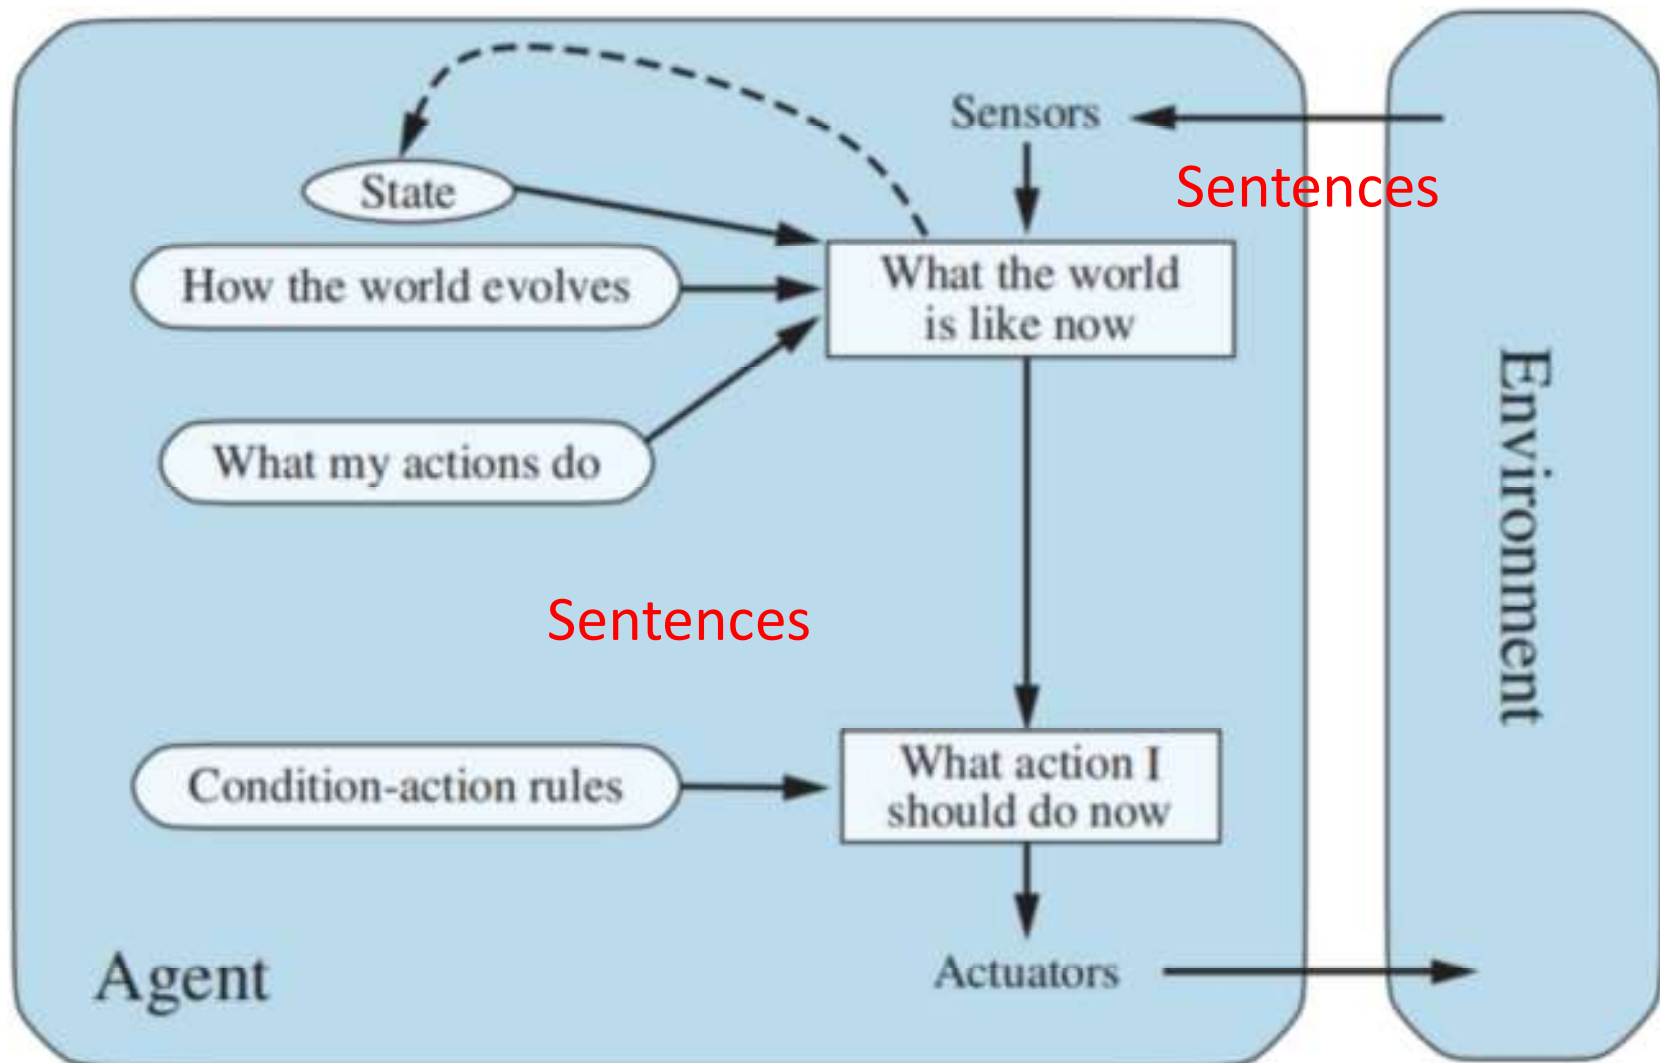 Sensors
Sentences
State
What the world
is like now
How the world evolves
What my actions do
Environment
Sentences
Condition-action rules
What action I
should do now
Agent
Actuators